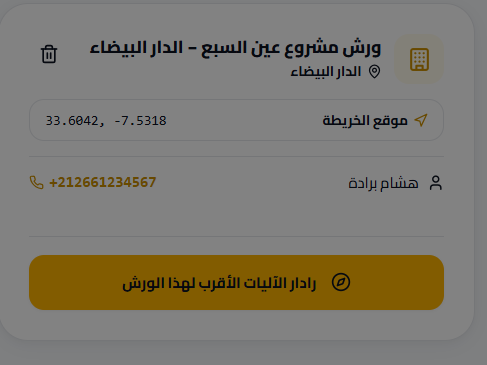 ورش مشروع عين السبع – الدار البيضاء
الدار البيضاء
موقع الخريطة
33.6042, -7.5318
هشام برادة
+212661234567
رادار الآليات الأقرب لهذا الورش